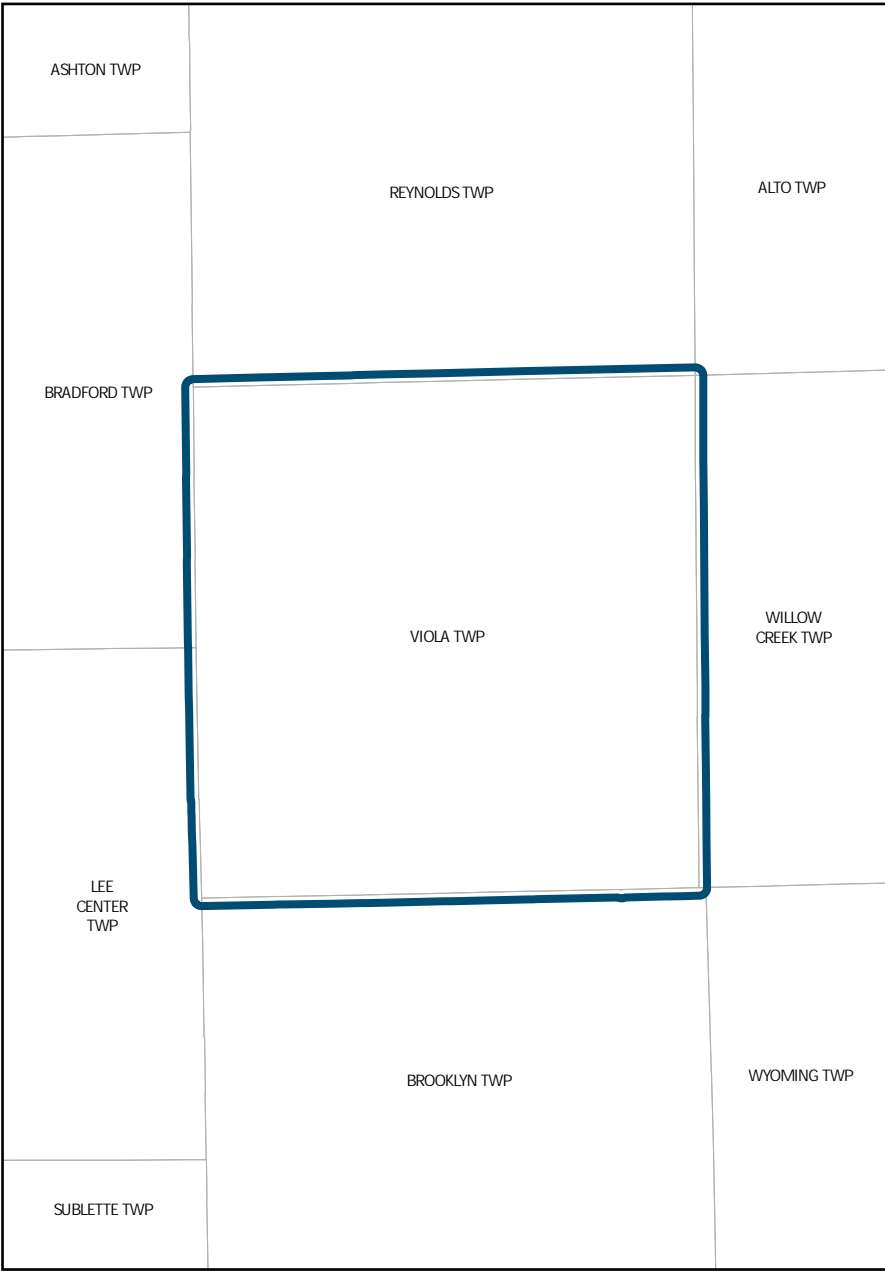 ASHTON TWP
REYNOLDS TWP
ALTO TWP
BRADFORD TWP
VIOLA TWP
WILLOW
CREEK TWP
LEE
CENTER
TWP
BROOKLYN TWP
WYOMING TWP
SUBLETTE TWP